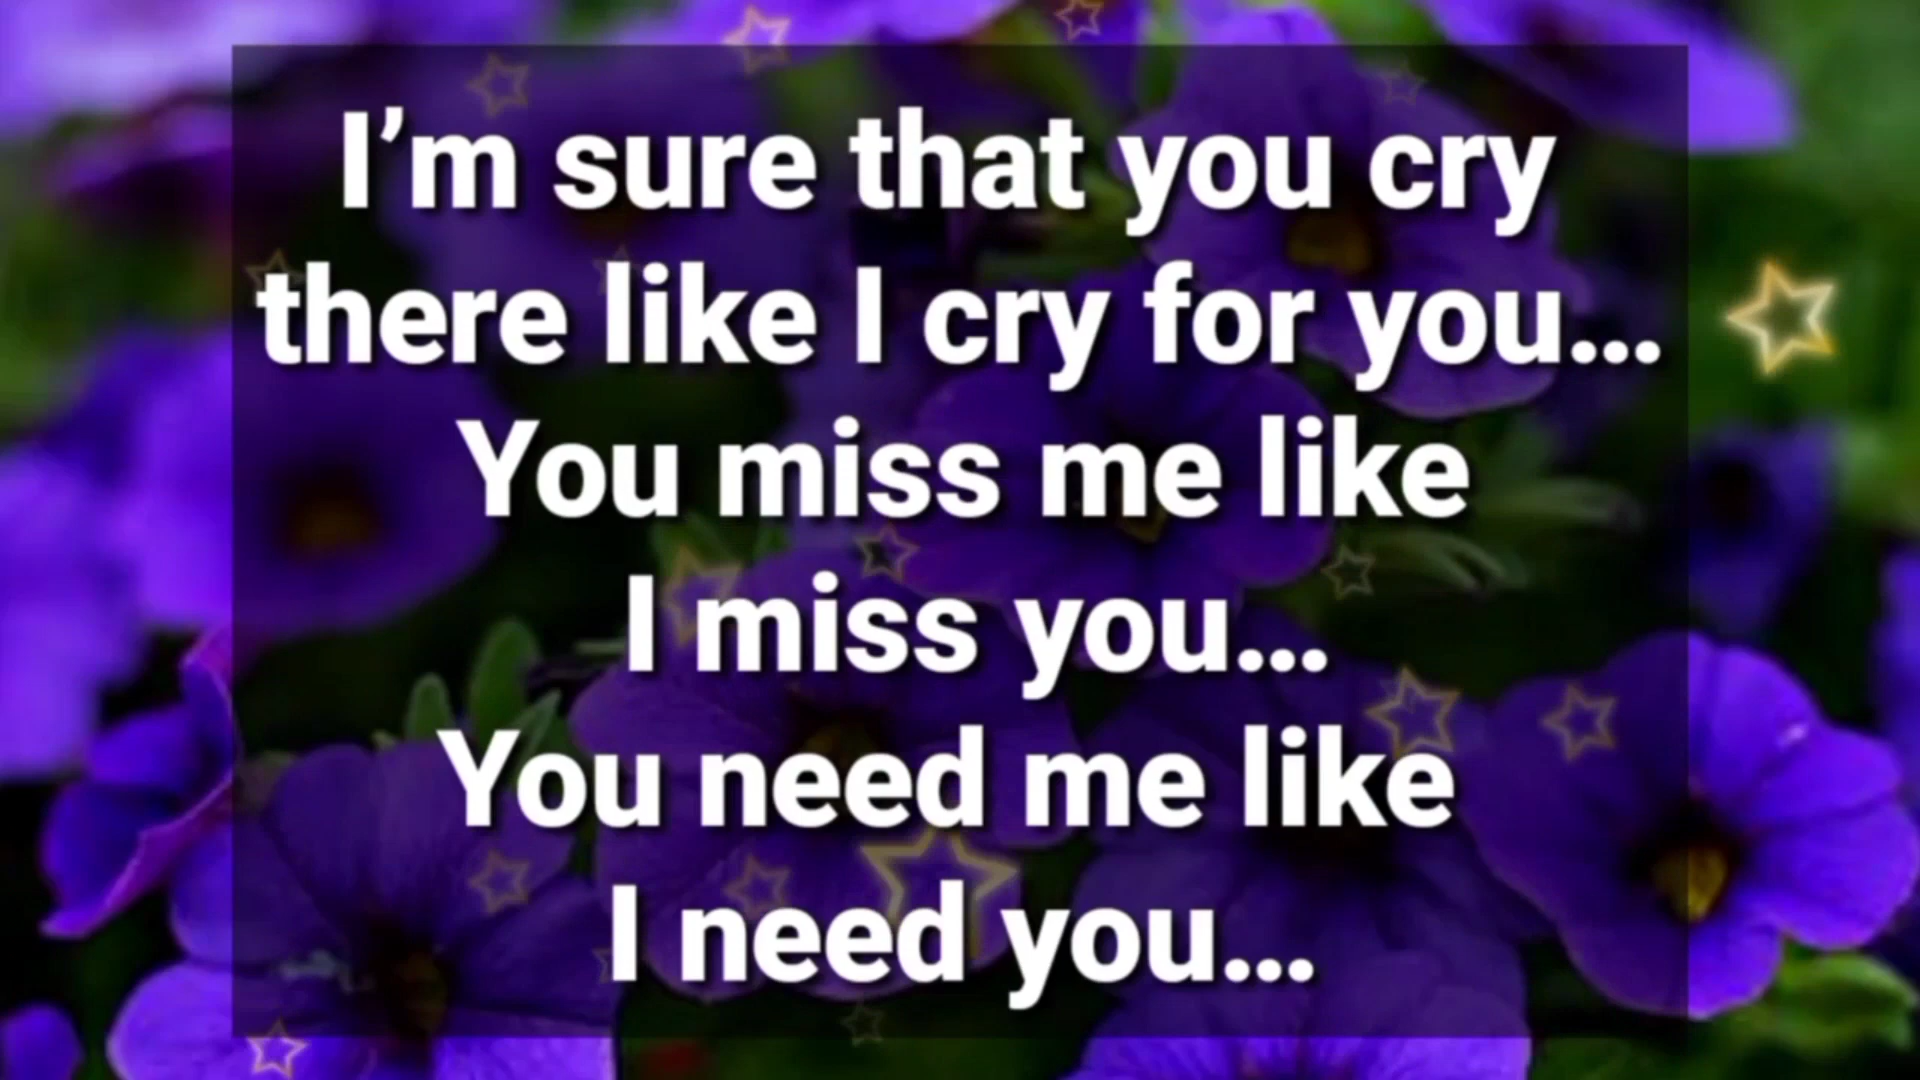 I’m sure that you cry
there like I cry for you...
You miss me like
I miss you...
You need me like
I need you...